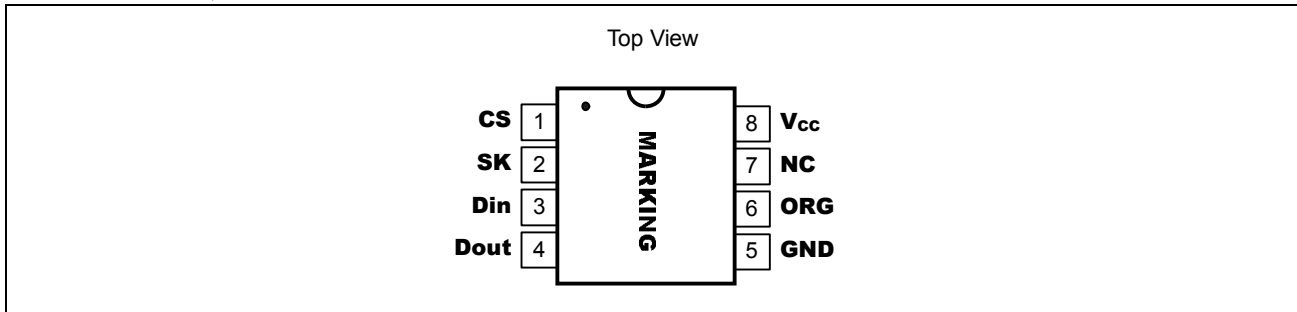 Top View
CS 1 8 Vcc
SK 2 7 NC
Din 3 6 ORG
Dout 4 5 GND
MARKING